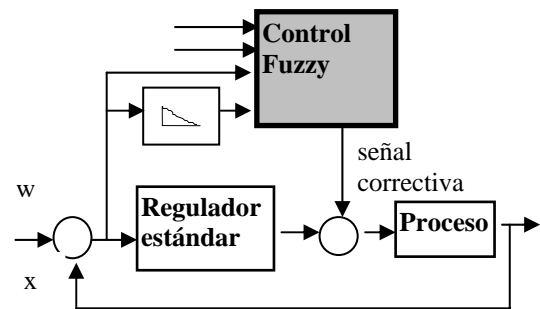 Control
Fuzzy
señal
correctiva
w
Regulador
estándar
Proceso
x